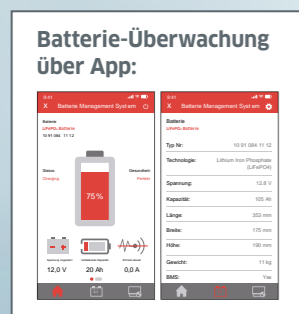 Batterie-Überwachung
über App:
9:41
X Batterie Management System
Batterie
LiFePO₄ Batterie
10 91 084 11 12
Status: Gesundheit:
Charging Perfekt
75%
12,0 V 20 Ah 0,0 A
9:41
X Batterie Management System
Batterie
LiFePO₄ Batterie
Typ Nr: 10 91 084 11 12
Technologie: Lithium Iron Phosphate
(LiFePO4)
Spannung: 12.8 V
Kapazität: 105 Ah
Länge: 353 mm
Breite: 175 mm
Höhe: 190 mm
Gewicht: 11 kg
BMS: Yes